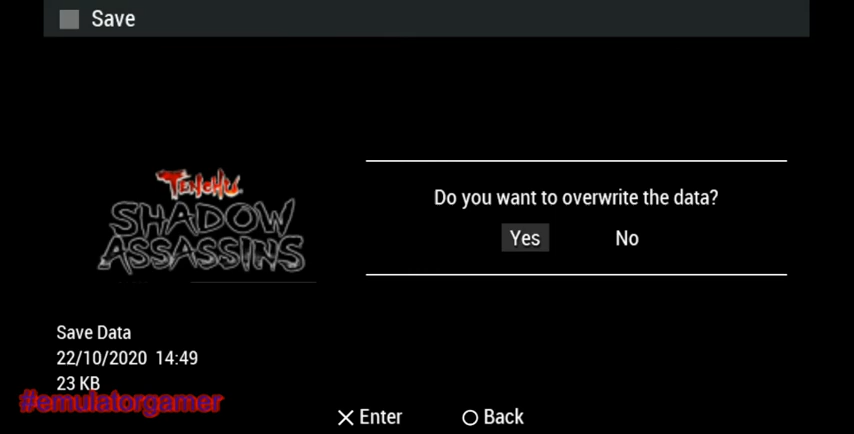 Save
TENCHU
SHADOW
ASSASSINS
Do you want to overwrite the data?
Yes No
Save Data
22/10/2020 14:49
23 KB
#emulatorgamer
Enter Back